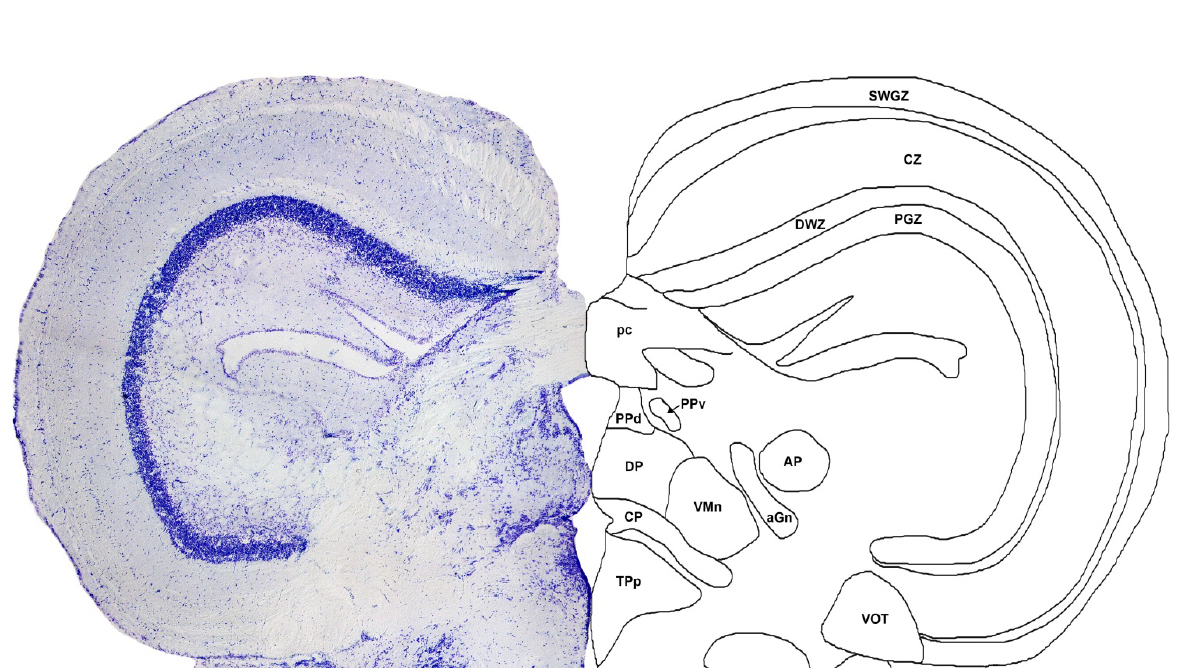 SWGZ
CZ
DWZ
PGZ
pc
PPv
PPd
DP
AP
VMn
CP
aGn
TPp
VOT